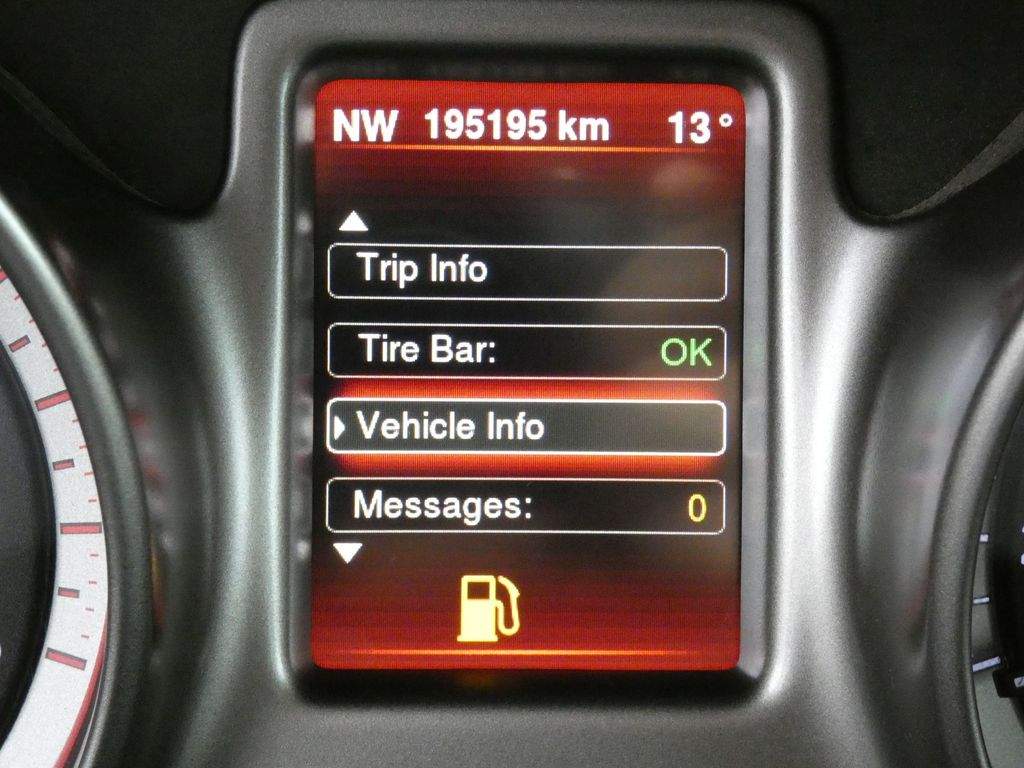 NW 195195 km 13°
Trip Info
Tire Bar: OK
Vehicle Info
Messages: 0